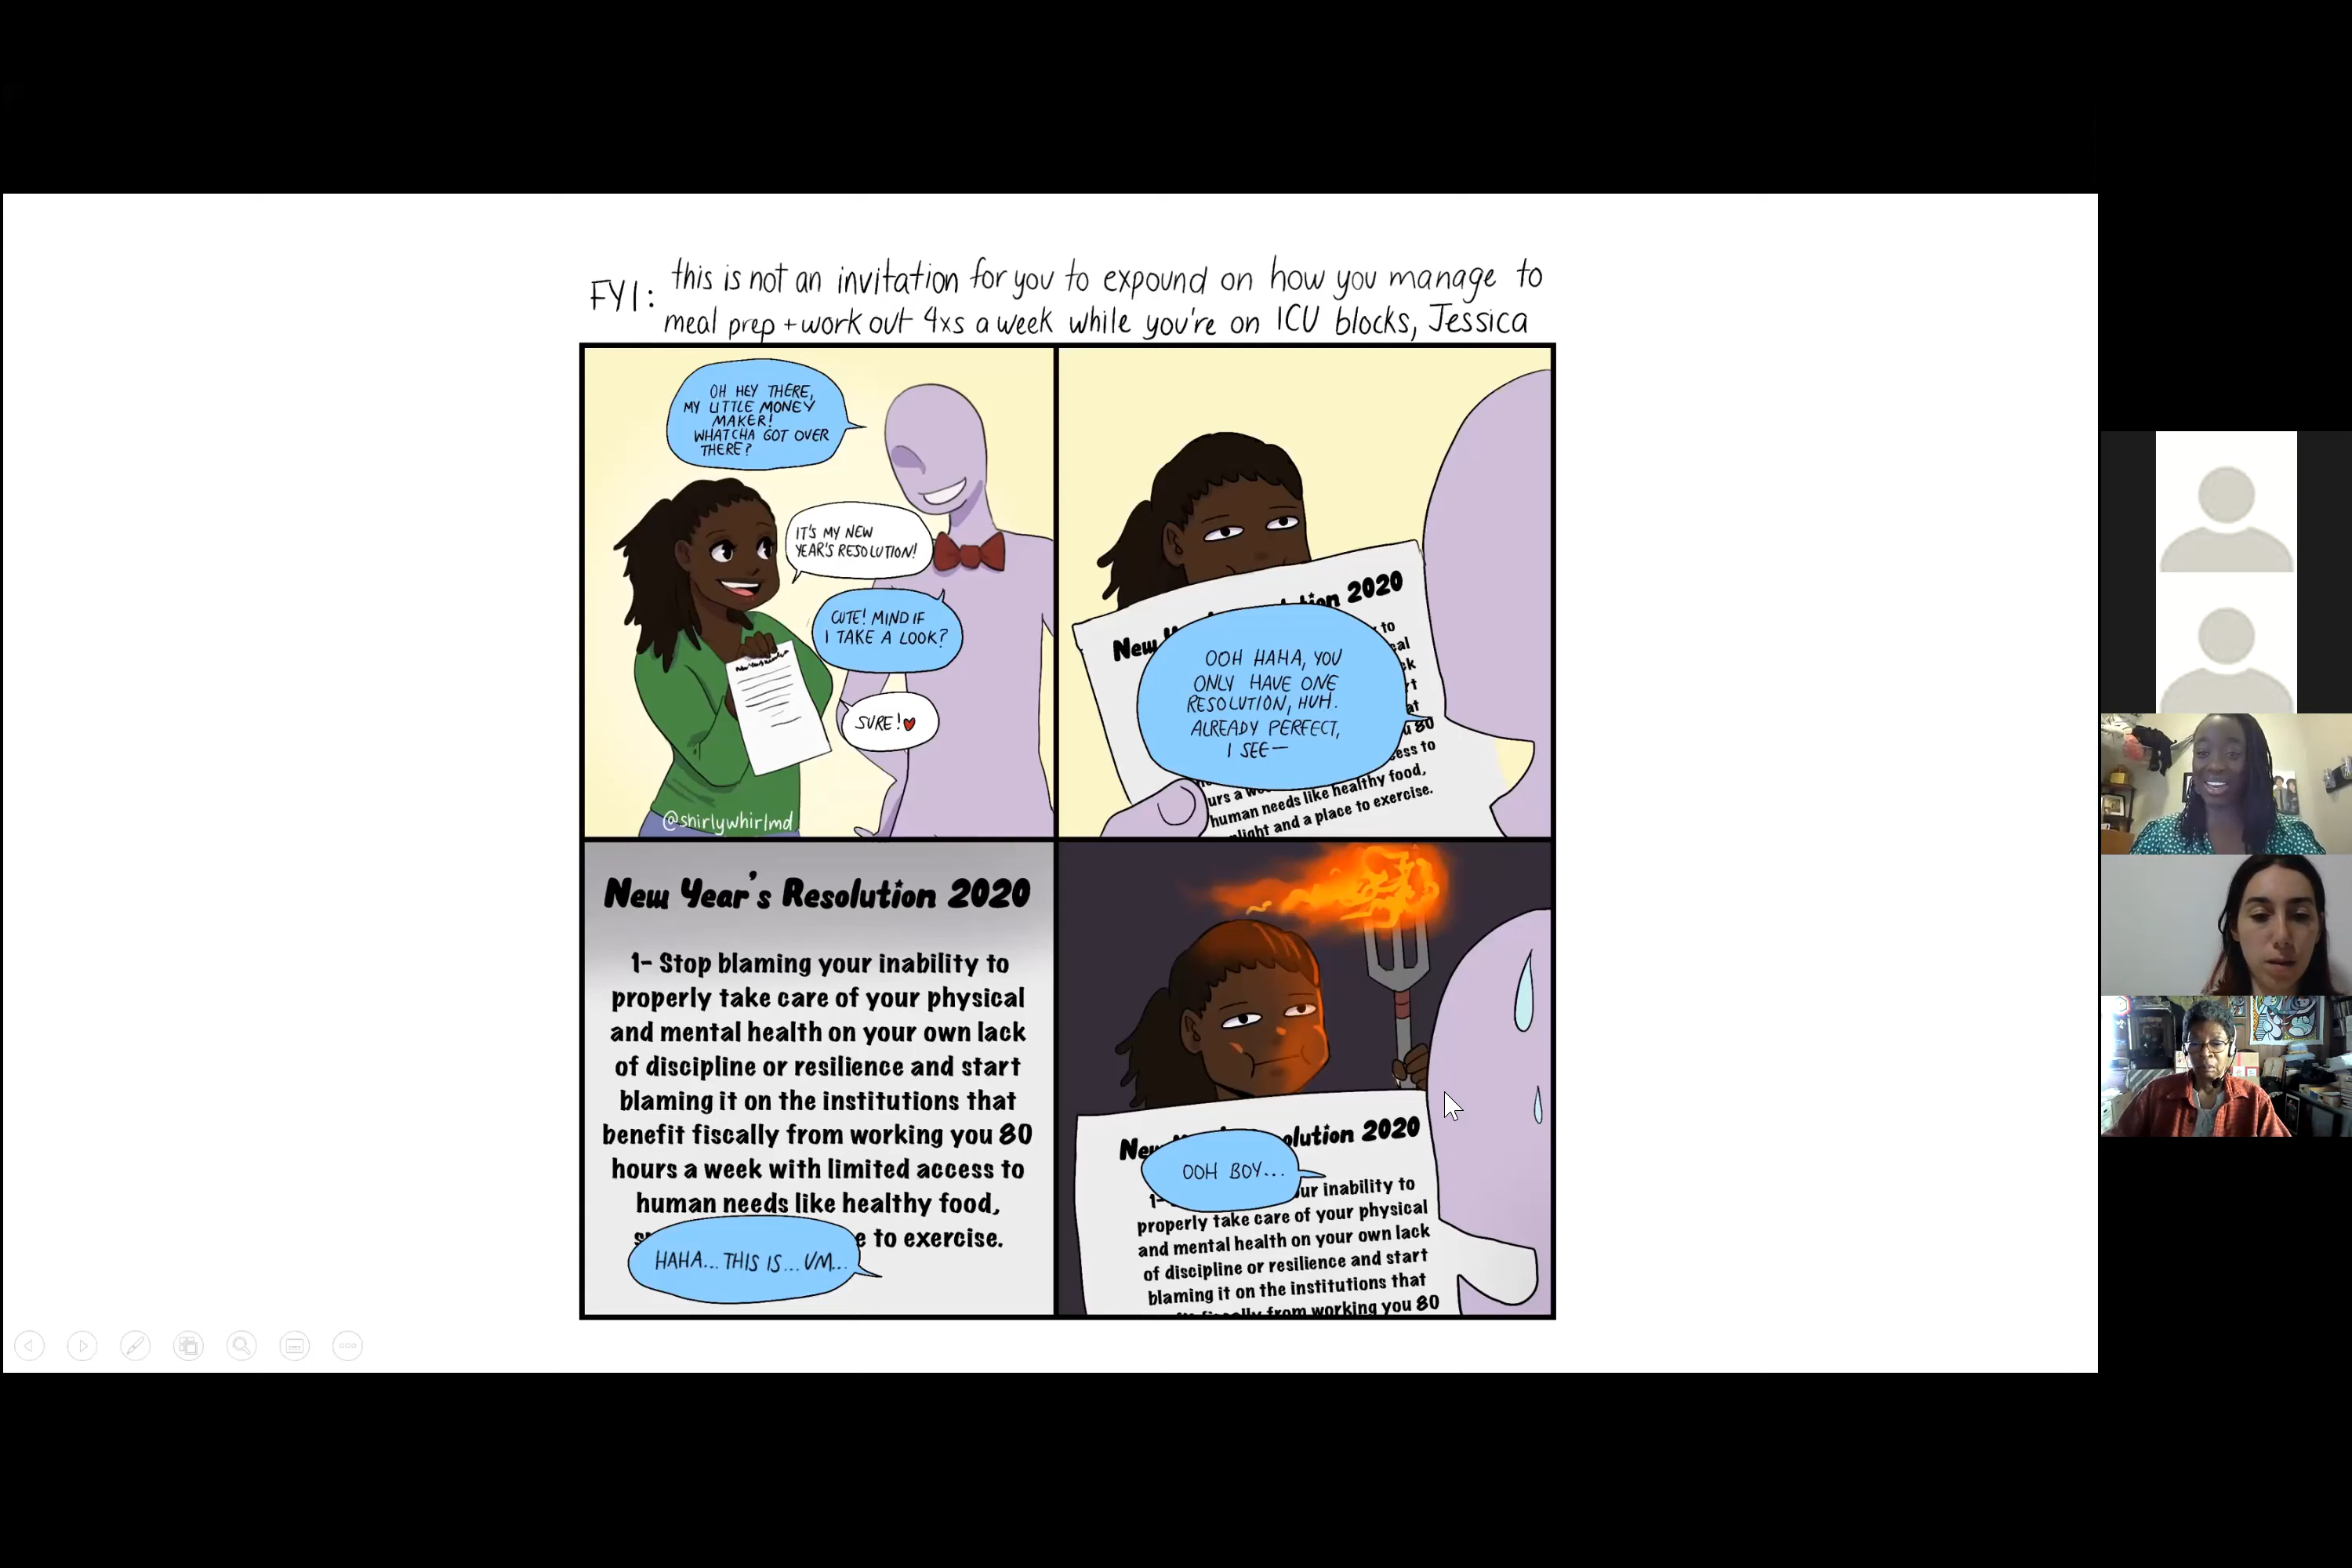 FYI: this is not an invitation for you to expound on how you manage to
meal prep + work out 4xs a week while you're on ICU blocks, Jessica
OH HEY THERE,
MY LITTLE MONEY
MAKER!
WHATCHA GOT OVER
THERE?
IT'S MY NEW
YEAR'S RESOLUTION!
CUTE! MIND IF
I TAKE A LOOK?
SURE!
@shirlywhirlmd
New 2020
to
OOH HAHA, YOU
ONLY HAVE ONE
RESOLUTION, HUH.
ALREADY PERFECT,
I SEE—
80
to
human needs like healthy food,
and a place to exercise.
New Year's Resolution 2020
1- Stop blaming your inability to
properly take care of your physical
and mental health on your own lack
of discipline or resilience and start
blaming it on the institutions that
benefit fiscally from working you 80
hours a week with limited access to
human needs like healthy food,
to exercise.
HAHA... THIS IS... UM...
2020
OOH BOY...
inability to
properly take care of your physical
and mental health on your own lack
of discipline or resilience and start
blaming it on the institutions that
from working you 80